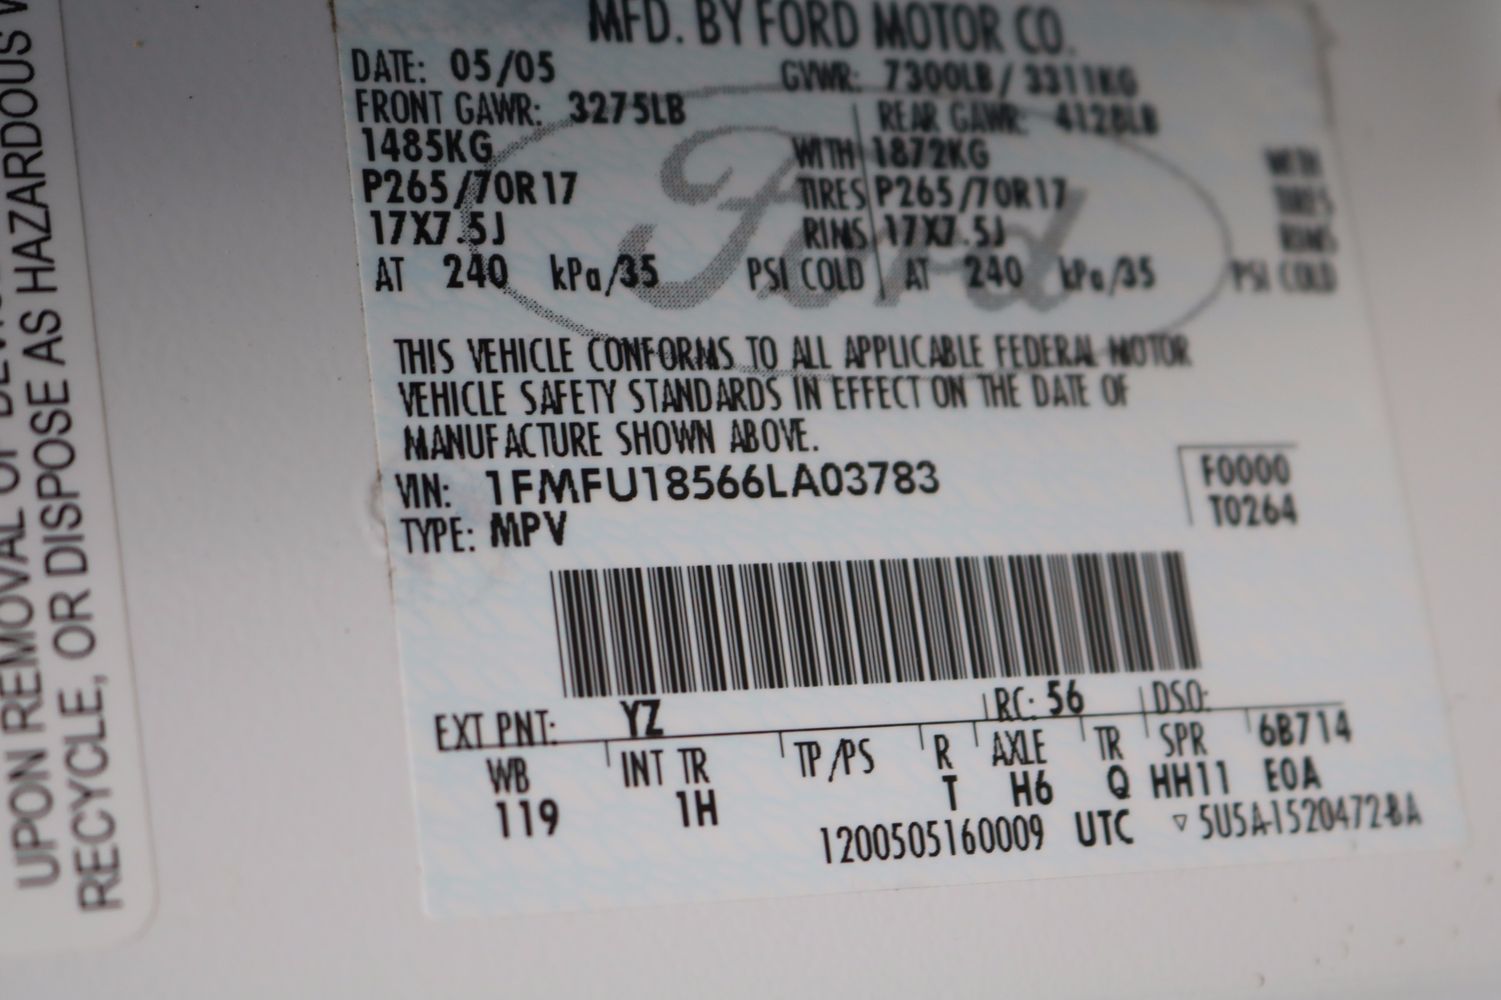 UPON REMOVAL OF
RECYCLE, OR DISPOSE AS HAZARDOUS
MFD. BY FORD MOTOR CO.
DATE: 05/05 GVWR: 7300LB / 3311KG
FRONT GAWR: 3275LB REAR GAWR: 4128LB
1485KG WITH 1872KG WITH
P265/70R17 TIRES P265/70R17 TIRES
17X7.5J RIMS 17X7.5J RIMS
AT 240 kPa/35 PSI COLD AT 240 kPa/35 PSI COLD
Ford
THIS VEHICLE CONFORMS TO ALL APPLICABLE FEDERAL MOTOR
VEHICLE SAFETY STANDARDS IN EFFECT ON THE DATE OF
MANUFACTURE SHOWN ABOVE.
VIN: 1FMFU18566LA03783 F0000
TYPE: MPV T0264
EXT PNT: YZ RC: 56 DSO:
WB INT TR TP/PS R AXLE TR SPR 6B714
119 1H T H6 Q HH11 E0A
1200505160009 UTC ▽ 5U5A-1520472-BA